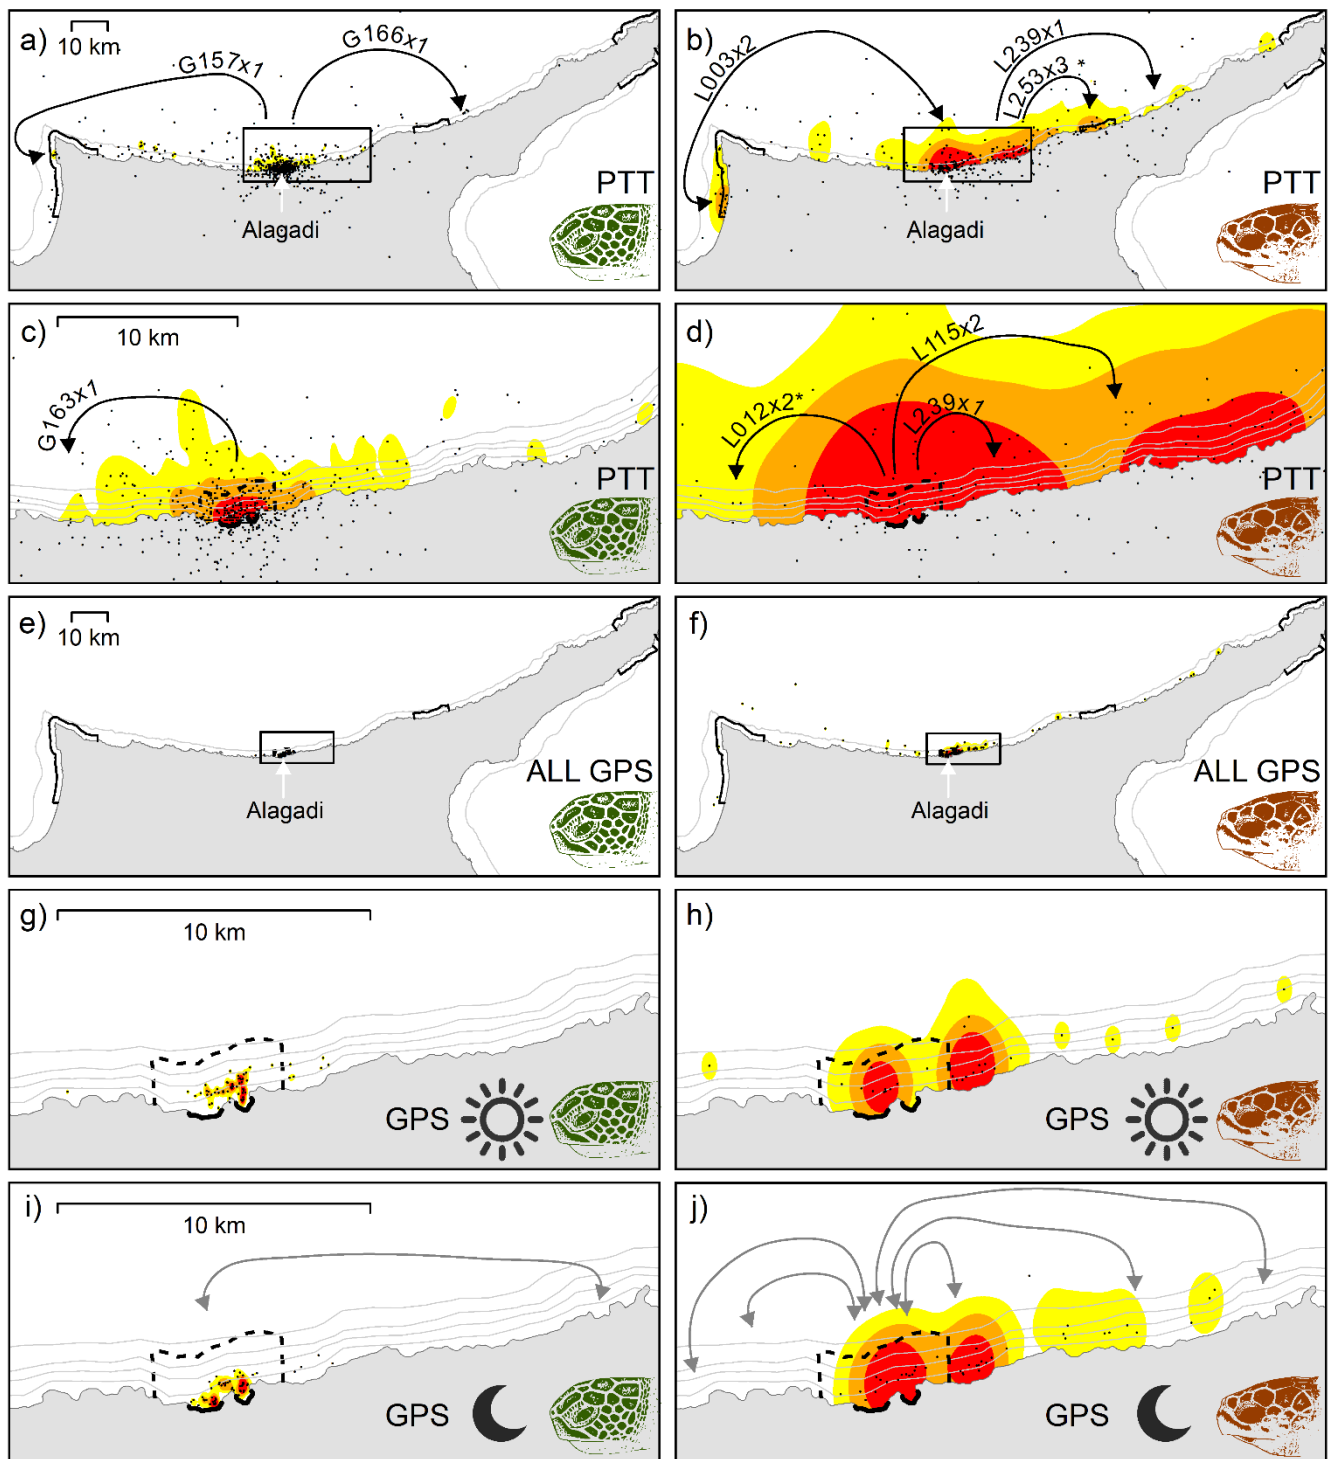 a)
10 km
G157x1
G166x1
PTT
Alagadi
b)
L003x2
L239x1
L253x3 *
PTT
Alagadi
c)
10 km
G163x1
PTT
d)
L012x2*
L115x2
L239x1
PTT
e)
10 km
ALL GPS
Alagadi
f)
ALL GPS
Alagadi
g)
10 km
GPS
h)
GPS
i)
10 km
GPS
j)
GPS